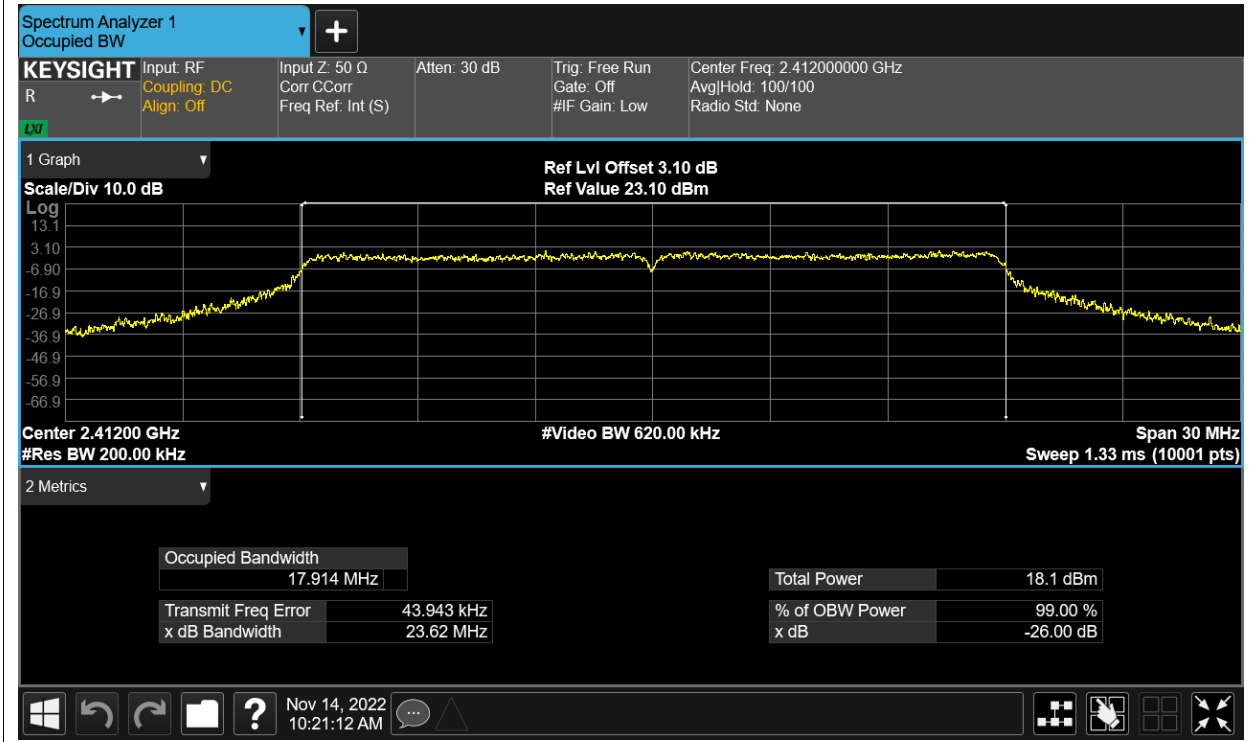 Spectrum Analyzer 1
Occupied BW
KEYSIGHT
R
LXI
Input: RF
Coupling: DC
Align: Off
Input Z: 50 Ω
Corr CCorr
Freq Ref: Int (S)
Atten: 30 dB
Trig: Free Run
Gate: Off
#IF Gain: Low
Center Freq: 2.412000000 GHz
Avg|Hold: 100/100
Radio Std: None
1 Graph
Scale/Div 10.0 dB
Ref Lvl Offset 3.10 dB
Ref Value 23.10 dBm
Log
13.1
3.10
-6.90
-16.9
-26.9
-36.9
-46.9
-56.9
-66.9
Center 2.41200 GHz
#Res BW 200.00 kHz
#Video BW 620.00 kHz
Span 30 MHz
Sweep 1.33 ms (10001 pts)
2 Metrics
Occupied Bandwidth
17.914 MHz
Transmit Freq Error 43.943 kHz
x dB Bandwidth 23.62 MHz
Total Power 18.1 dBm
% of OBW Power 99.00 %
x dB -26.00 dB
?
Nov 14, 2022
10:21:12 AM